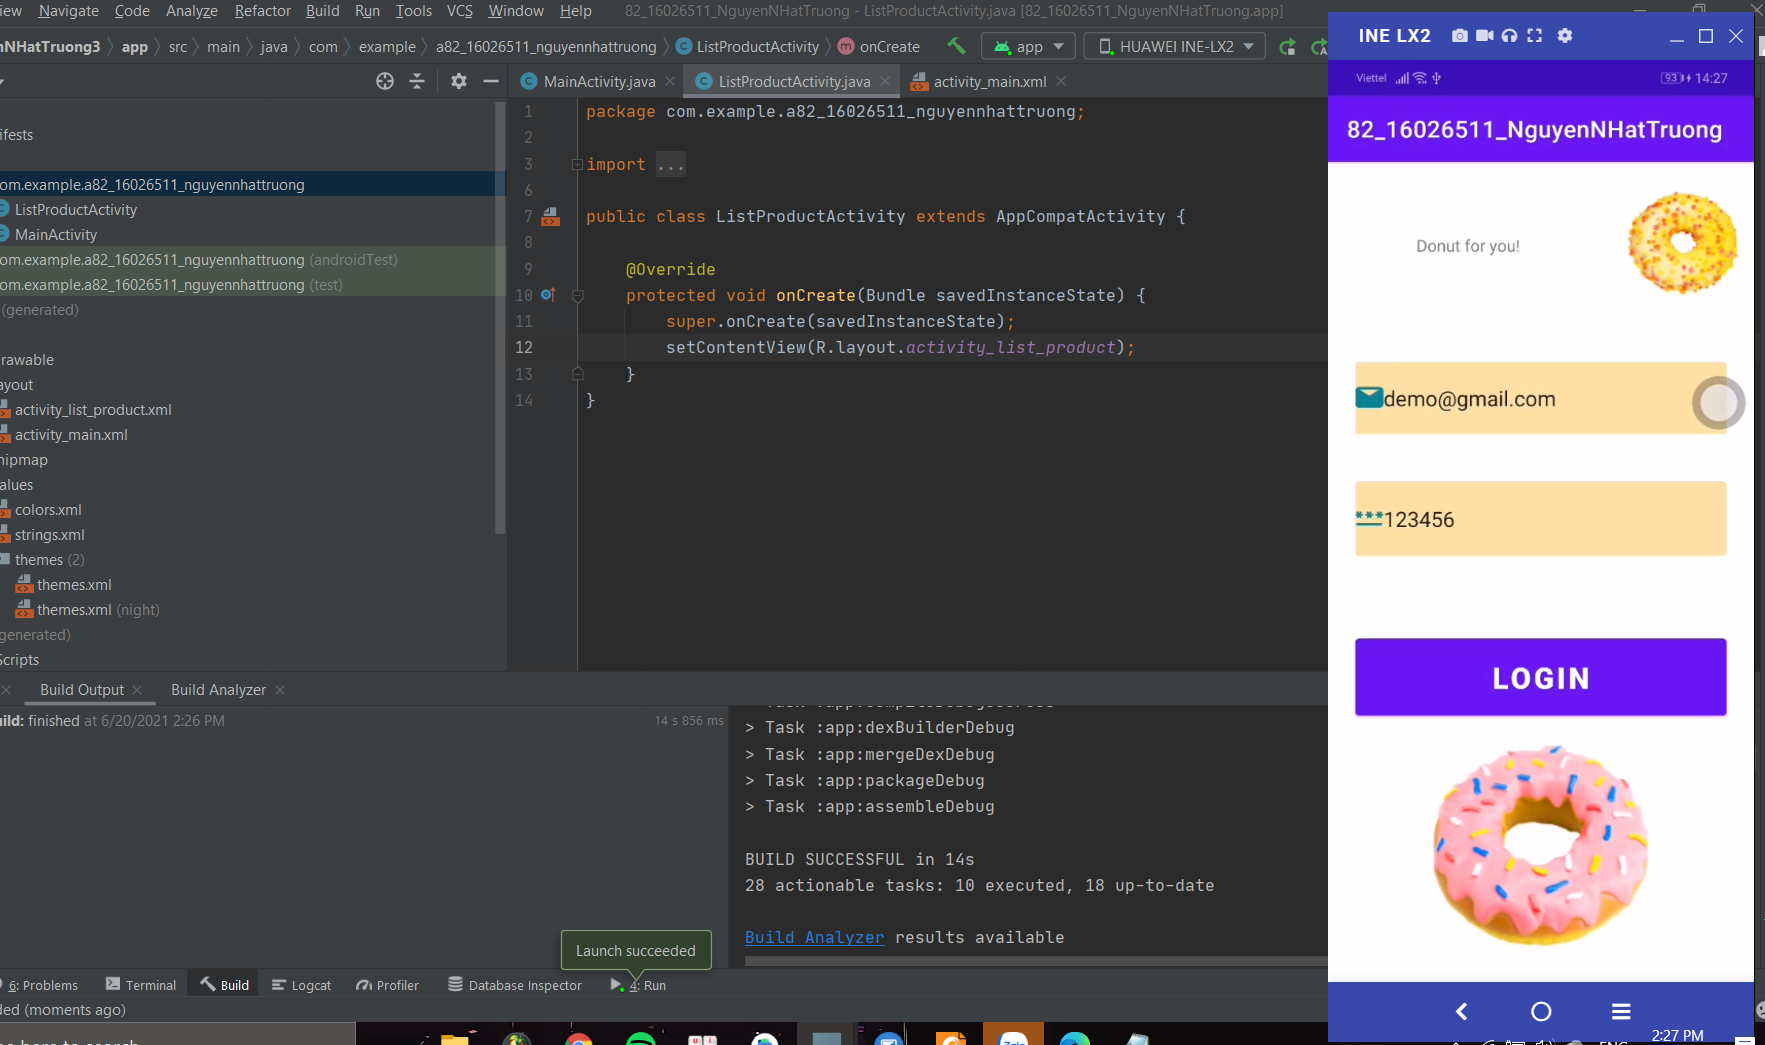 iew Navigate Code Analyze Refactor Build Run Tools VCS Window Help 82_16026511_NguyenNHatTruong - ListProductActivity.java [82_16026511_NguyenNHatTruong.app]
nNHatTruong3 app src main java com example a82_16026511_nguyennhattruong ListProductActivity onCreate app HUAWEI INE-LX2
MainActivity.java ListProductActivity.java activity_main.xml
ifests
om.example.a82_16026511_nguyennhattruong
ListProductActivity
MainActivity
om.example.a82_16026511_nguyennhattruong (androidTest)
om.example.a82_16026511_nguyennhattruong (test)
(generated)
rawable
ayout
activity_list_product.xml
activity_main.xml
nipmap
alues
colors.xml
strings.xml
themes (2)
themes.xml
themes.xml (night)
generated)
Scripts
1 package com.example.a82_16026511_nguyennhattruong;
2
3 import ...
6
7 public class ListProductActivity extends AppCompatActivity {
8
9 @Override
10 protected void onCreate(Bundle savedInstanceState) {
11 super.onCreate(savedInstanceState);
12 setContentView(R.layout.activity_list_product);
13 }
14 }
Build Output Build Analyzer
uild: finished at 6/20/2021 2:26 PM 14 s 856 ms
> Task :app:dexBuilderDebug
> Task :app:mergeDexDebug
> Task :app:packageDebug
> Task :app:assembleDebug
BUILD SUCCESSFUL in 14s
28 actionable tasks: 10 executed, 18 up-to-date
Build Analyzer results available
Launch succeeded
6: Problems Terminal Build Logcat Profiler Database Inspector 4: Run
ded (moments ago)
INE LX2
Viettel 93 14:27
82_16026511_NguyenNHatTruong
Donut for you!
demo@gmail.com
***123456
LOGIN
Zalo
2:27 PM
ENG